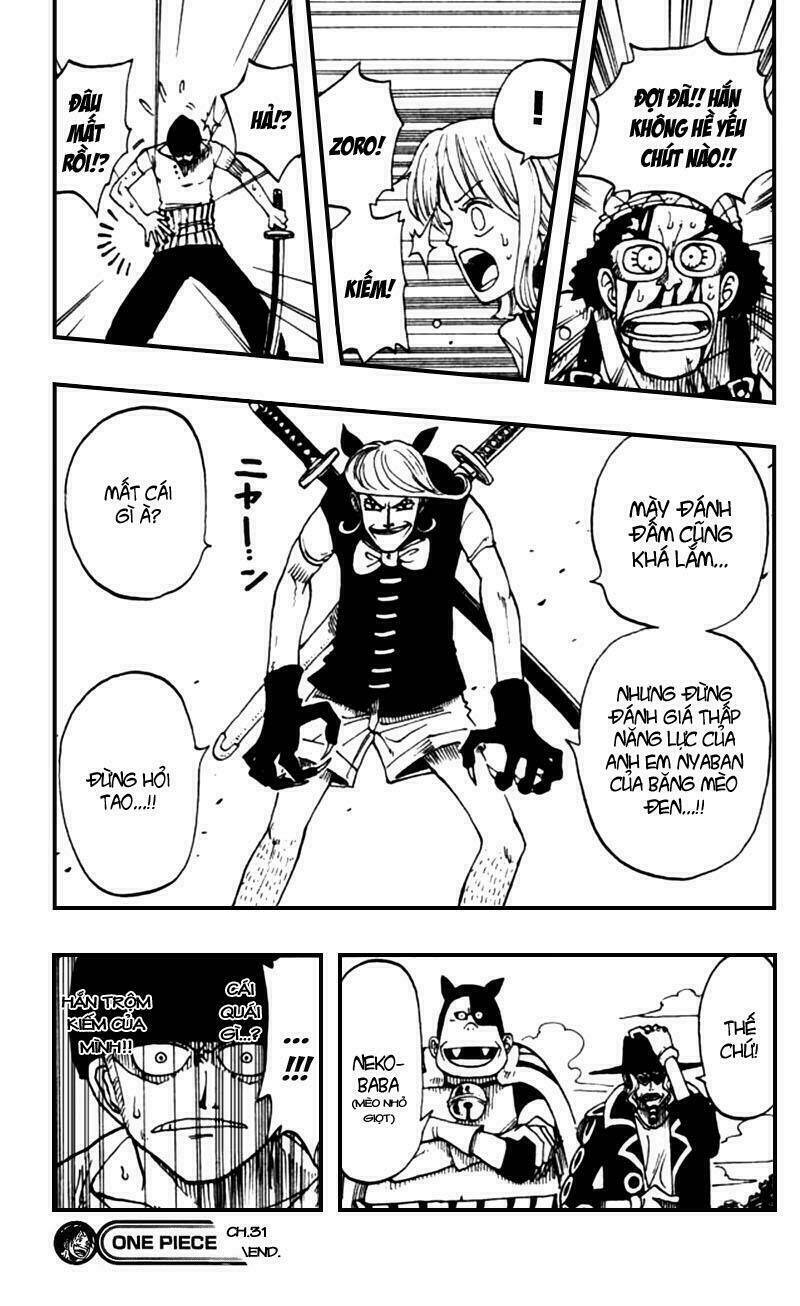 ĐỢI ĐÃ!! HẮN
KHÔNG HỀ YẾU
CHÚT NÀO!!
!
ZORO!
KIẾM!
HẢ!?
ĐÂU
MẤT
RỒI!?
MÀY ĐÁNH
ĐẤM CŨNG
KHÁ LẮM...
NHƯNG ĐỪNG
ĐÁNH GIÁ THẤP
NĂNG LỰC CỦA
ANH EM NYABAN
CỦA BĂNG MÈO
ĐEN...!!
ニャーン
MẤT CÁI
GÌ À?
ĐỪNG HỎI
TAO...!!
THẾ
CHỨ!
NEKO-
BABA
(MÈO NHỎ
GIỌT)
...
!!!
CÁI
QUÁI
GÌ...?
HẮN TRỘM
KIẾM CỦA
MÌNH!!
ONE PIECE
CH.31
\END.